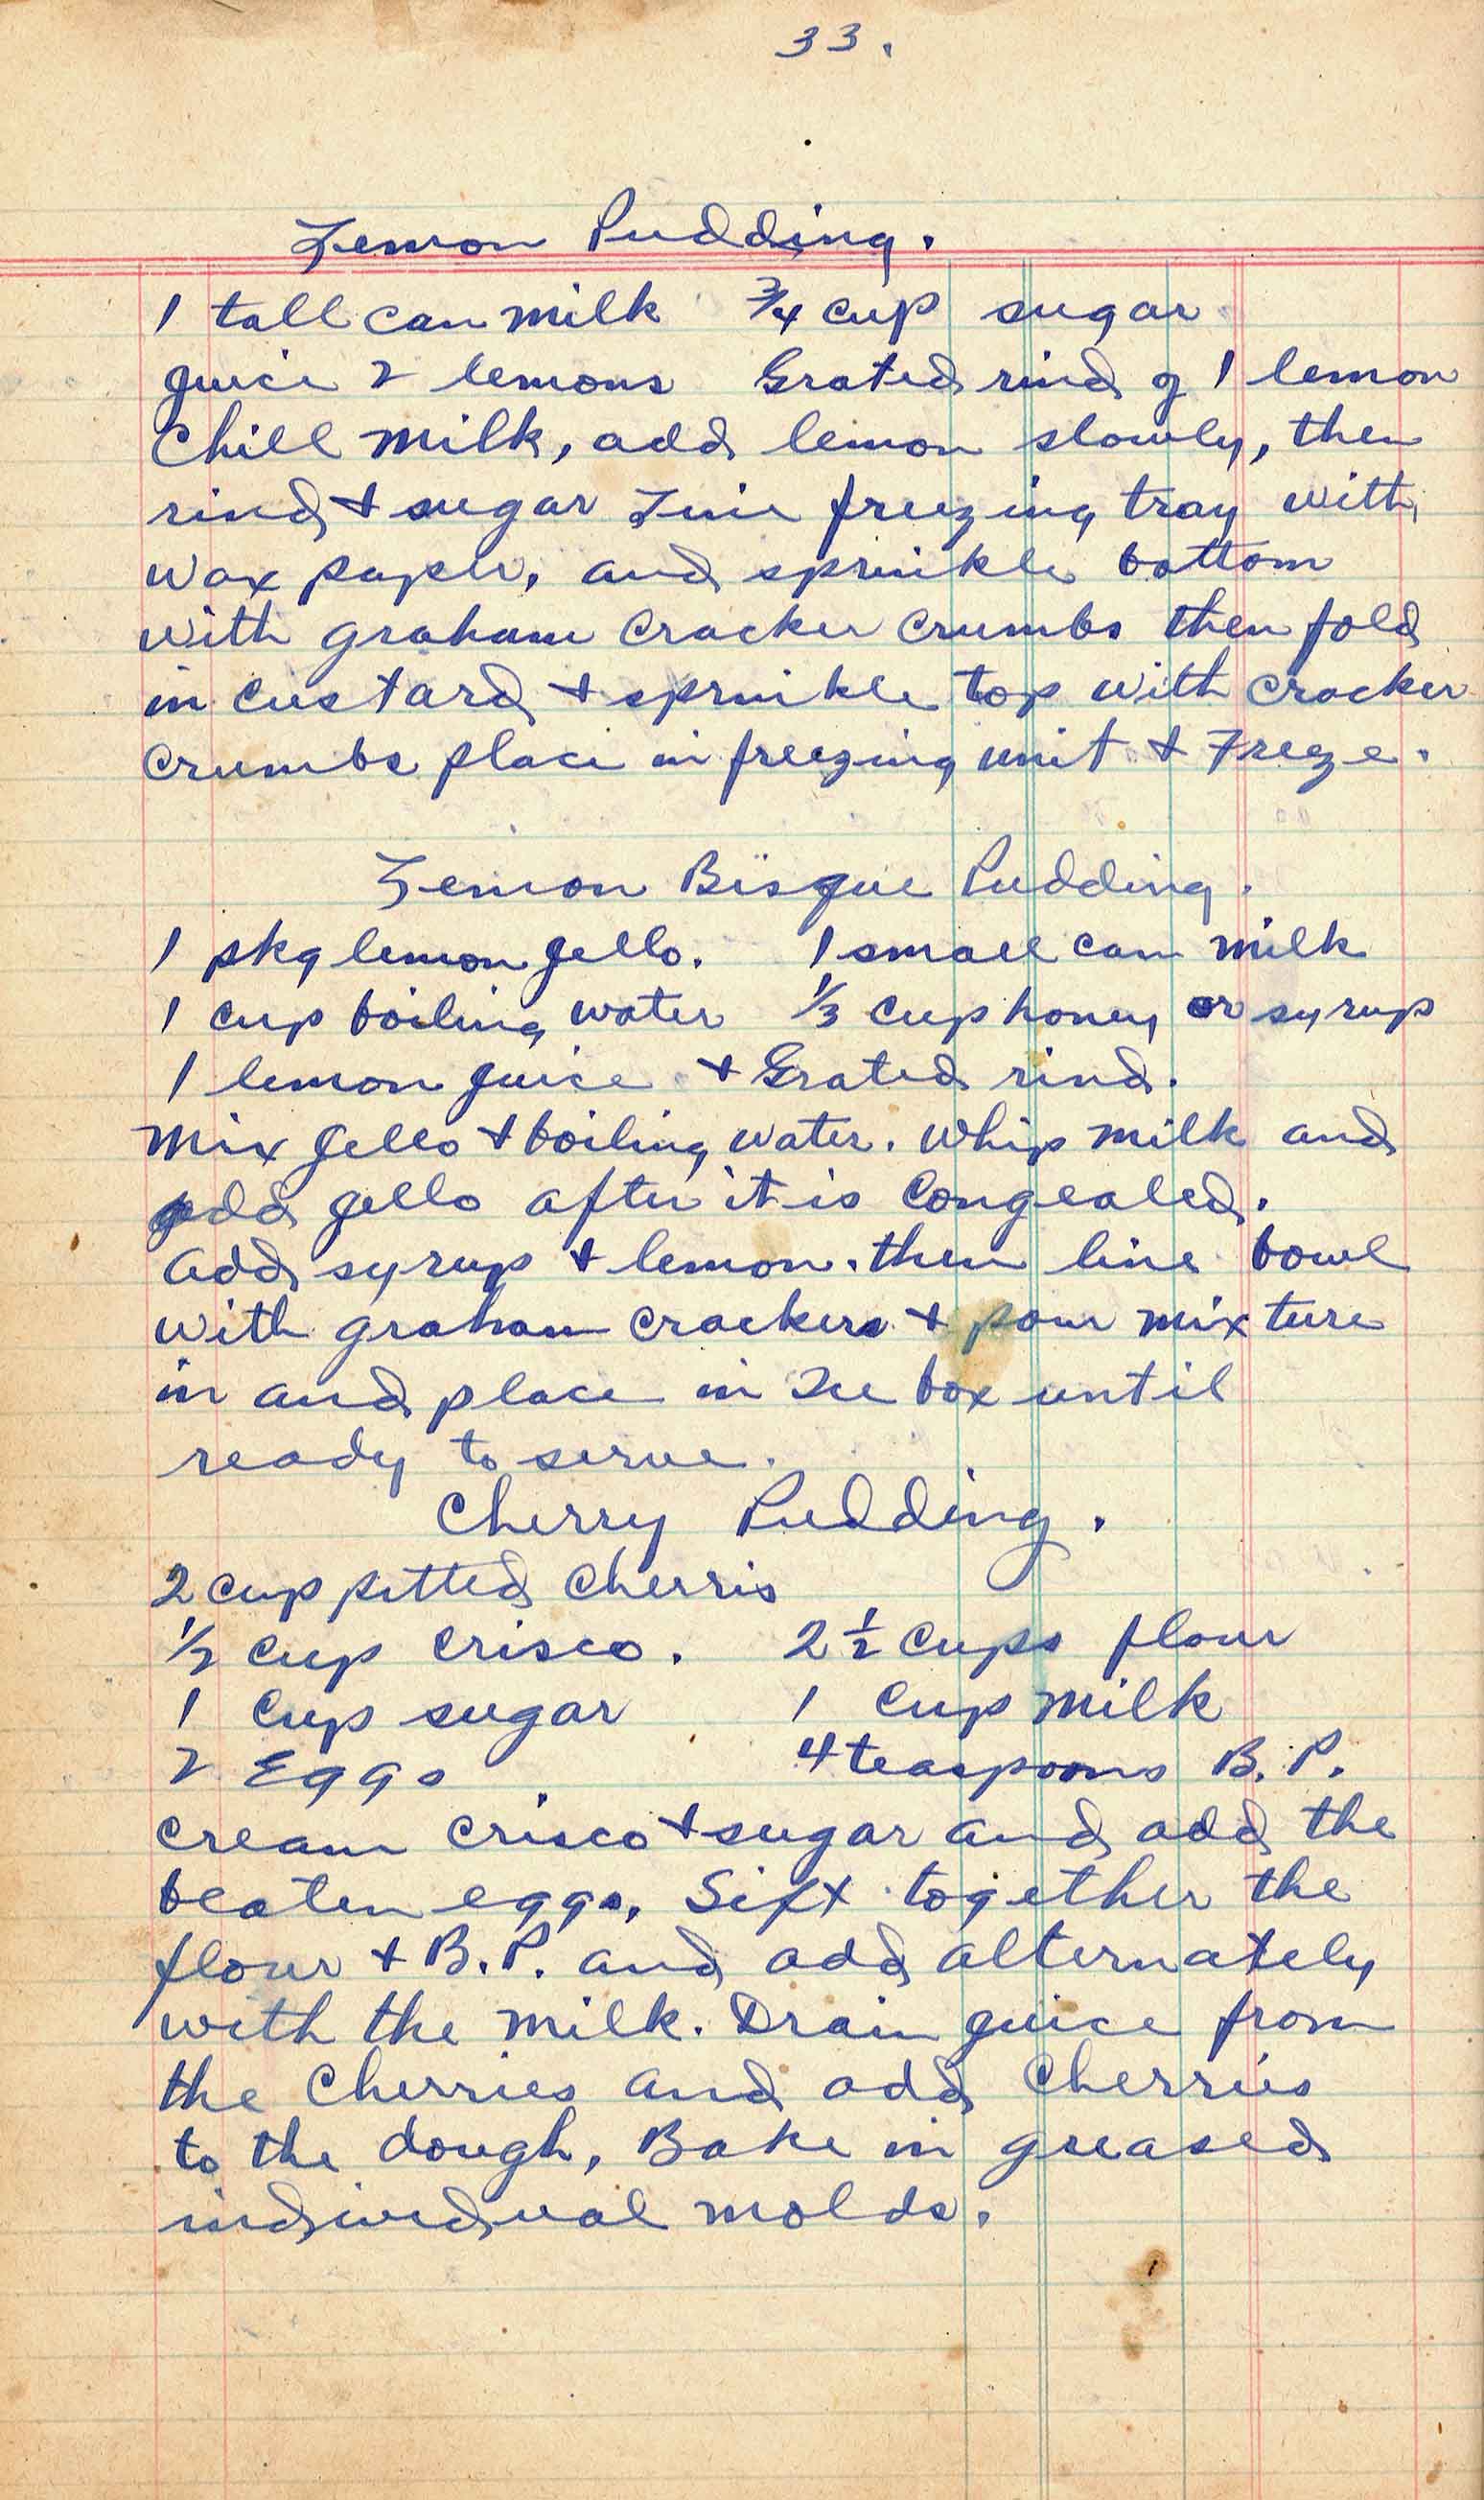 33.
Lemon Pudding.
1 tall can milk ¾ cup sugar
juice 2 lemons Grated rind of 1 lemon
Chill milk, add lemon slowly, then
rind + sugar Line freezing tray with
wax paper, and sprinkle bottom
with graham cracker crumbs then fold
in custard + sprinkle top with cracker
crumbs place in freezing unit + Freeze.
Lemon Bisque Pudding.
1 pkg lemon jello. 1 small can milk
1 cup boiling water ⅓ cup honey or syrup
1 lemon juice + Grated rind.
Mix jello + boiling water. Whip milk and
add jello after it is Congealed.
Add syrup + lemon. then line bowl
with graham crackers + pour mixture
in and place in Ice box until
ready to serve.
Cherry Pudding.
2 cup pitted cherris
½ cup crisco. 2 ½ cups flour
1 cup sugar 1 cup milk
2 Eggs 4 teaspoons B. P.
Cream crisco + sugar and add the
beaten eggs, Sift together the
flour + B. P. and add alternately
with the milk. Drain juice from
the Cherries and add Cherries
to the dough, Bake in greased
individual molds.